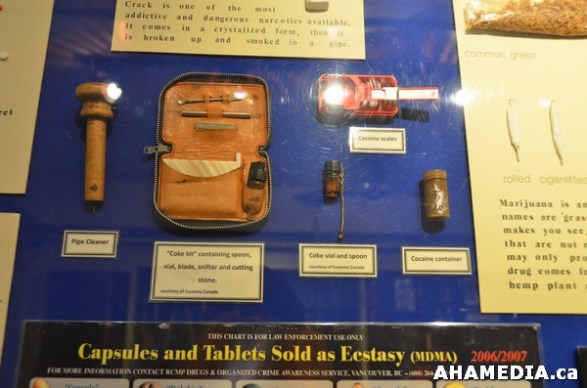 Crack is one of the most
addictive and dangerous narcotics available.
It comes in a crystalized form, then it
is broken up and smoked in a pipe.
common green
Cocaine scales
rolled cigarettes
Marijuana is an
names are 'gras
makes you see,
that are not
may only pro
drug comes f
hemp plant
Pipe Cleaner
"Coke kit" containing spoon,
vial, blade, snifter and cutting
stone.
courtesy of Customs Canada
Coke vial and spoon
courtesy of Customs Canada
Cocaine container
THIS CHART IS FOR LAW ENFORCEMENT USE ONLY
Capsules and Tablets Sold as Ecstasy (MDMA) 2006/2007
FOR MORE INFORMATION CONTACT RCMP DRUGS & ORGANIZED CRIME AWARENESS SERVICE, VANCOUVER, BC – (604) 264
AHAMEDIA.ca